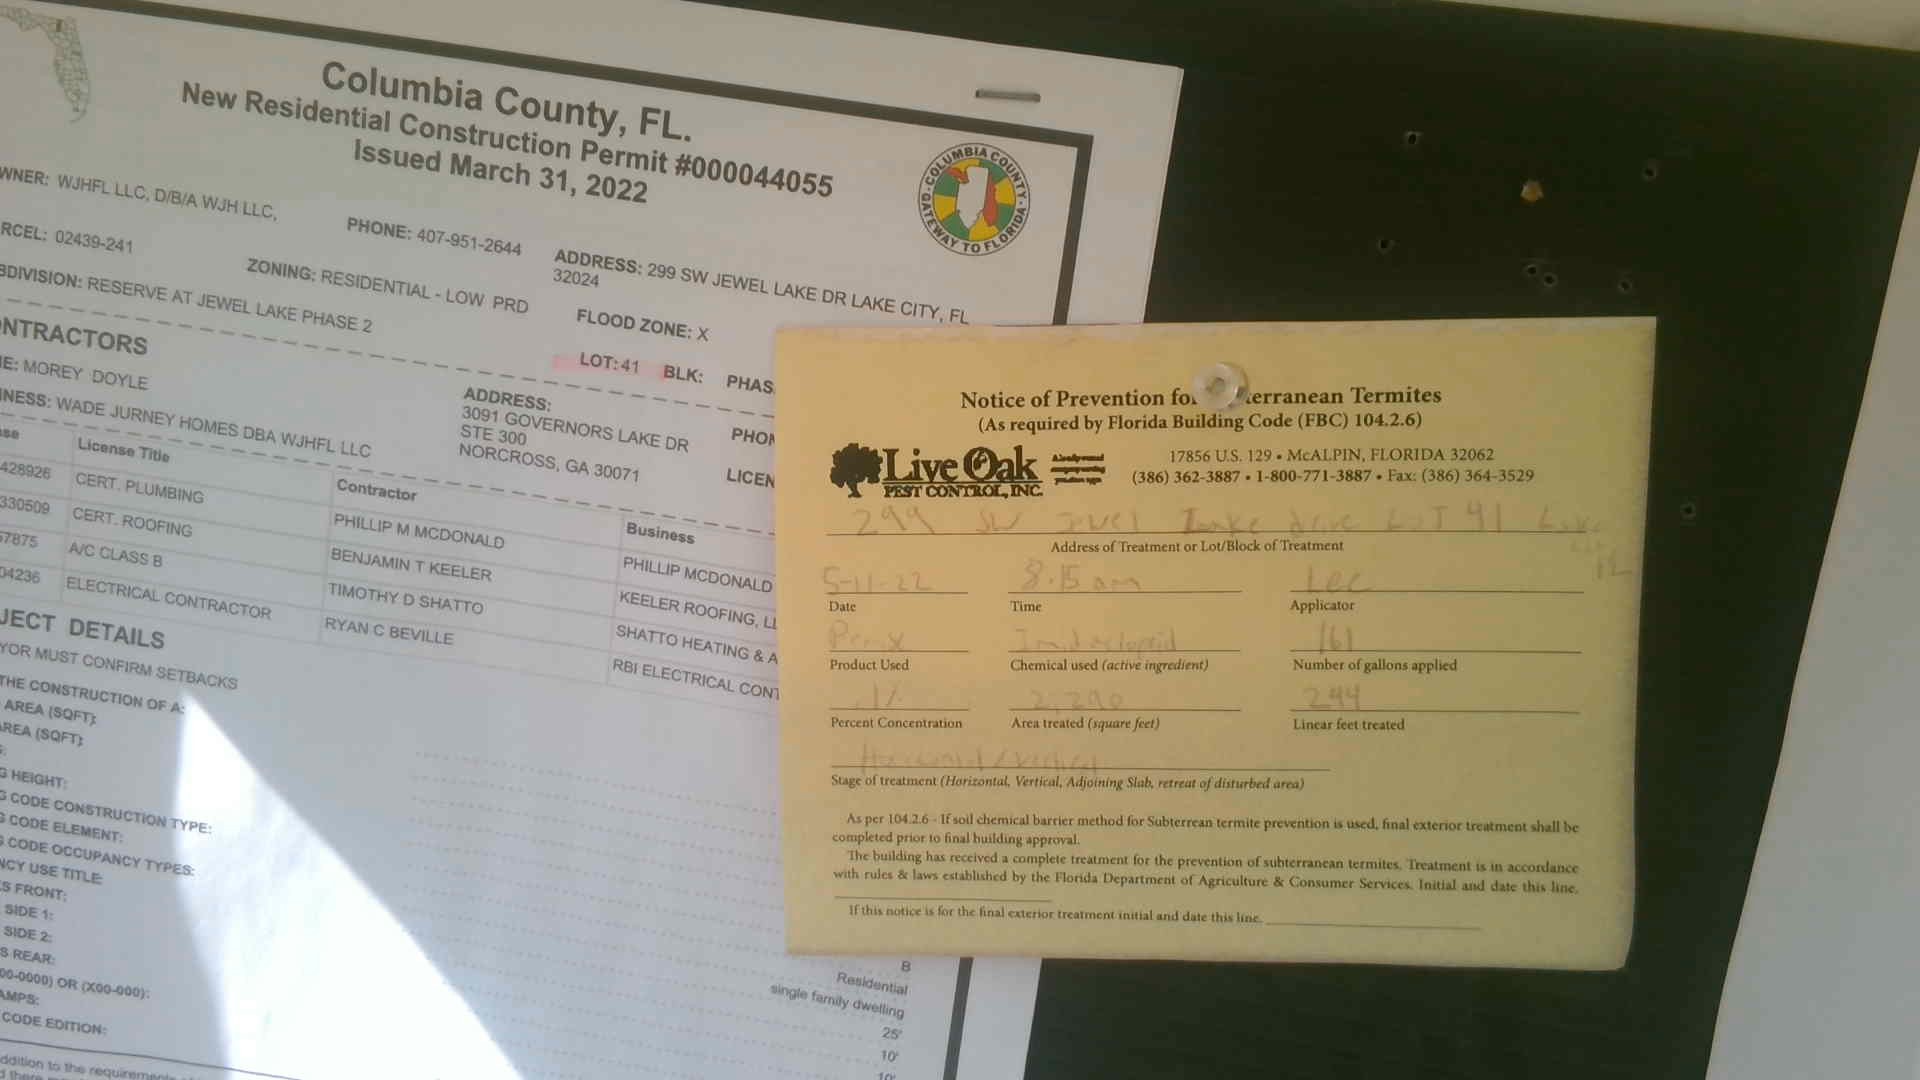 Columbia County, FL.
New Residential Construction Permit #000044055
Issued March 31, 2022
COLUMBIA COUNTY
GATEWAY TO FLORIDA
WNER: WJHFL LLC, D/B/A WJH LLC,
PHONE: 407-951-2644
ADDRESS: 299 SW JEWEL LAKE DR LAKE CITY, FL
32024
RCEL: 02439-241
ZONING: RESIDENTIAL - LOW PRD
FLOOD ZONE: X
BDIVISION: RESERVE AT JEWEL LAKE PHASE 2
LOT: 41 BLK: PHAS
ONTRACTORS
E: MOREY DOYLE
INESS: WADE JURNEY HOMES DBA WJHFL LLC
ADDRESS:
3091 GOVERNORS LAKE DR
STE 300
NORCROSS, GA 30071
PHON
LICEN
se License Title Contractor Business
428926 CERT. PLUMBING PHILLIP M MCDONALD PHILLIP MCDONALD
330509 CERT. ROOFING BENJAMIN T KEELER KEELER ROOFING, LL
57875 A/C CLASS B TIMOTHY D SHATTO SHATTO HEATING & A
04236 ELECTRICAL CONTRACTOR RYAN C BEVILLE RBI ELECTRICAL CONT
JECT DETAILS
YOR MUST CONFIRM SETBACKS
THE CONSTRUCTION OF A:
AREA (SQFT):
AREA (SQFT):
S:
G HEIGHT:
G CODE CONSTRUCTION TYPE:
G CODE ELEMENT:
G CODE OCCUPANCY TYPES:
NCY USE TITLE:
S FRONT:
SIDE 1:
SIDE 2:
S REAR:
00-0000) OR (X00-000):
AMPS:
CODE EDITION:
B
Residential
single family dwelling
25'
10'
10'
ddition to the requirements
Notice of Prevention for terranean Termites
(As required by Florida Building Code (FBC) 104.2.6)
Live Oak
PEST CONTROL, INC.
17856 U.S. 129 • McALPIN, FLORIDA 32062
(386) 362-3887 • 1-800-771-3887 • Fax: (386) 364-3529
299 SW Jewel Lake drive LoT 41 Lake
Address of Treatment or Lot/Block of Treatment
5-11-22 8:15 am Lee
Date Time Applicator
Imidacloprid 161
Product Used Chemical used (active ingredient) Number of gallons applied
.1% 2,290 244
Percent Concentration Area treated (square feet) Linear feet treated
Horizontal / Vertical
Stage of treatment (Horizontal, Vertical, Adjoining Slab, retreat of disturbed area)
As per 104.2.6 - If soil chemical barrier method for Subterrean termite prevention is used, final exterior treatment shall be
completed prior to final building approval.
The building has received a complete treatment for the prevention of subterranean termites. Treatment is in accordance
with rules & laws established by the Florida Department of Agriculture & Consumer Services. Initial and date this line.
If this notice is for the final exterior treatment initial and date this line.